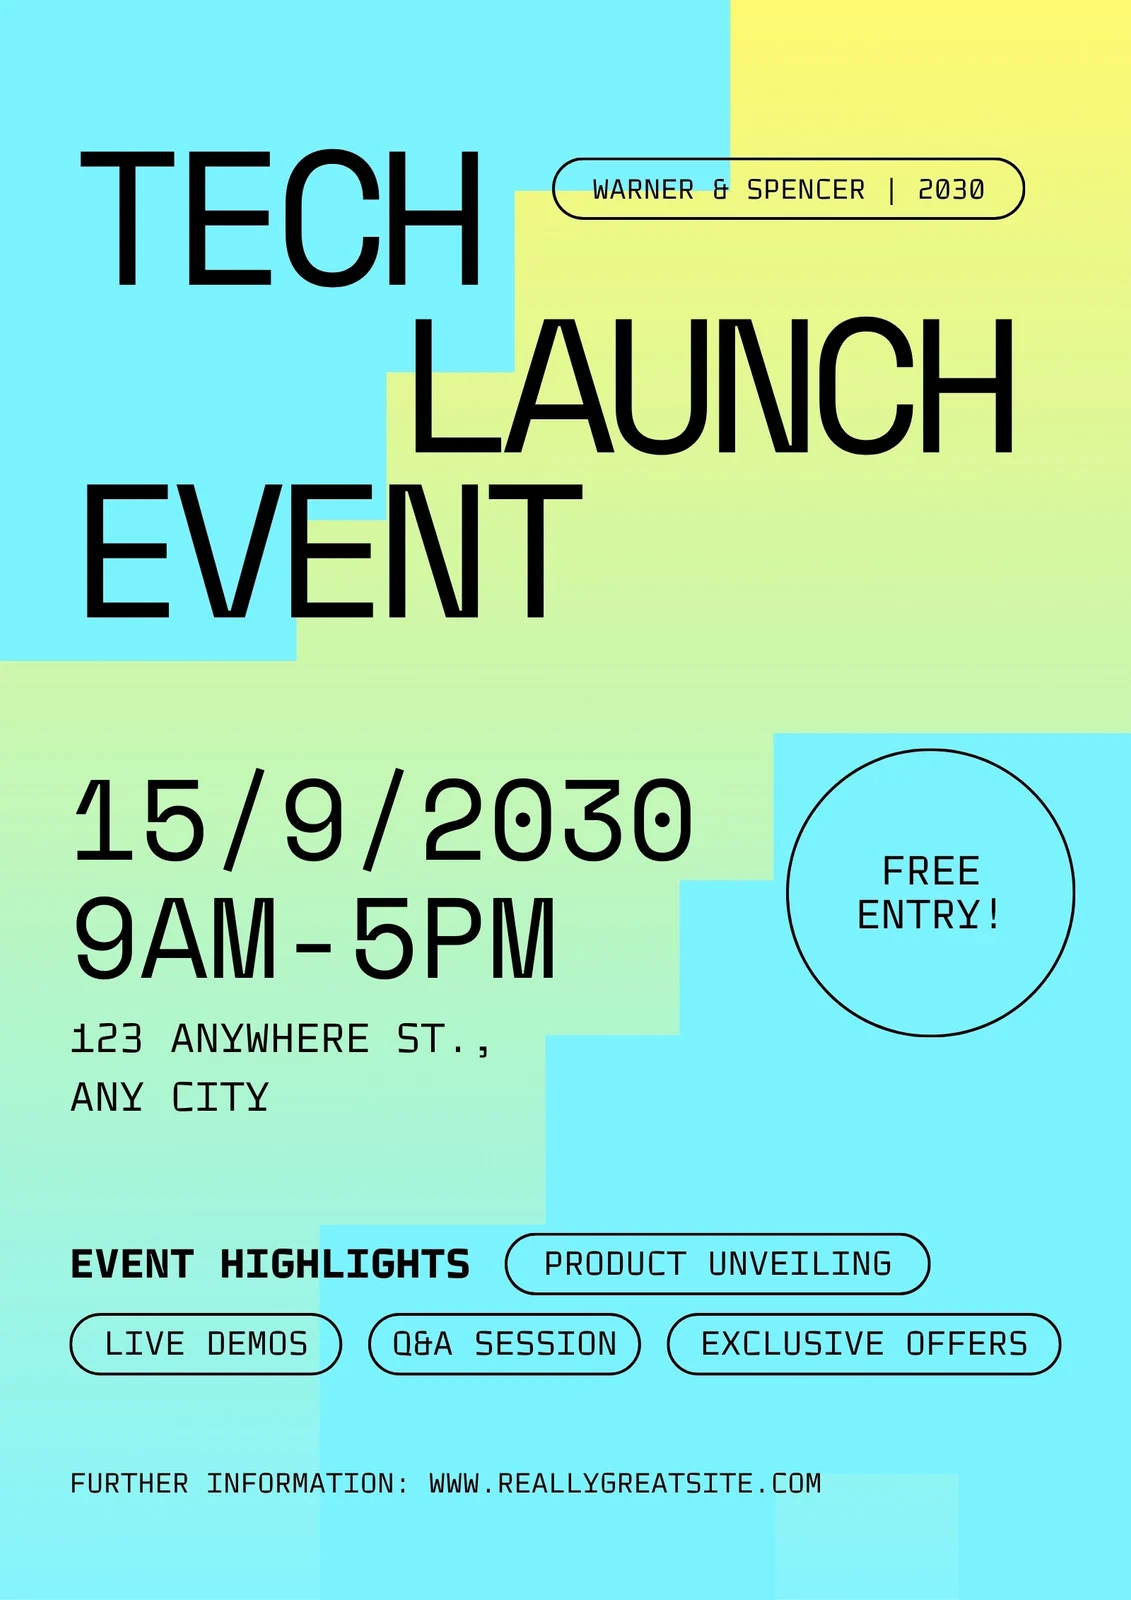 TECH
WARNER & SPENCER | 2030
LAUNCH
EVENT
15/9/2030
9AM-5PM
FREE
ENTRY!
123 ANYWHERE ST.,
ANY CITY
EVENT HIGHLIGHTS
PRODUCT UNVEILING
LIVE DEMOS
Q&A SESSION
EXCLUSIVE OFFERS
FURTHER INFORMATION: WWW.REALLYGREATSITE.COM